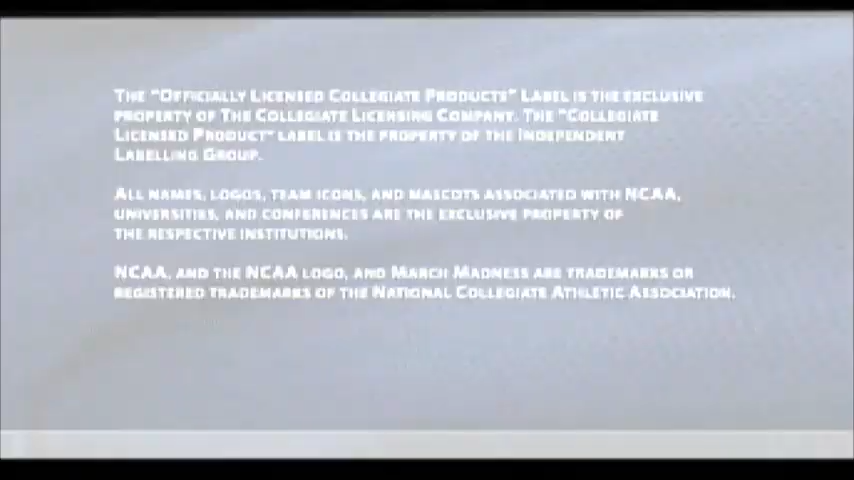 The "Officially Licensed Collegiate Products" Label is the exclusive
property of The Collegiate Licensing Company. The "Collegiate
Licensed Product" label is the property of the Independent
Labelling Group.
All names, logos, team icons, and mascots associated with NCAA,
universities, and conferences are the exclusive property of
the respective institutions.
NCAA, and the NCAA logo, and March Madness are trademarks or
registered trademarks of the National Collegiate Athletic Association.